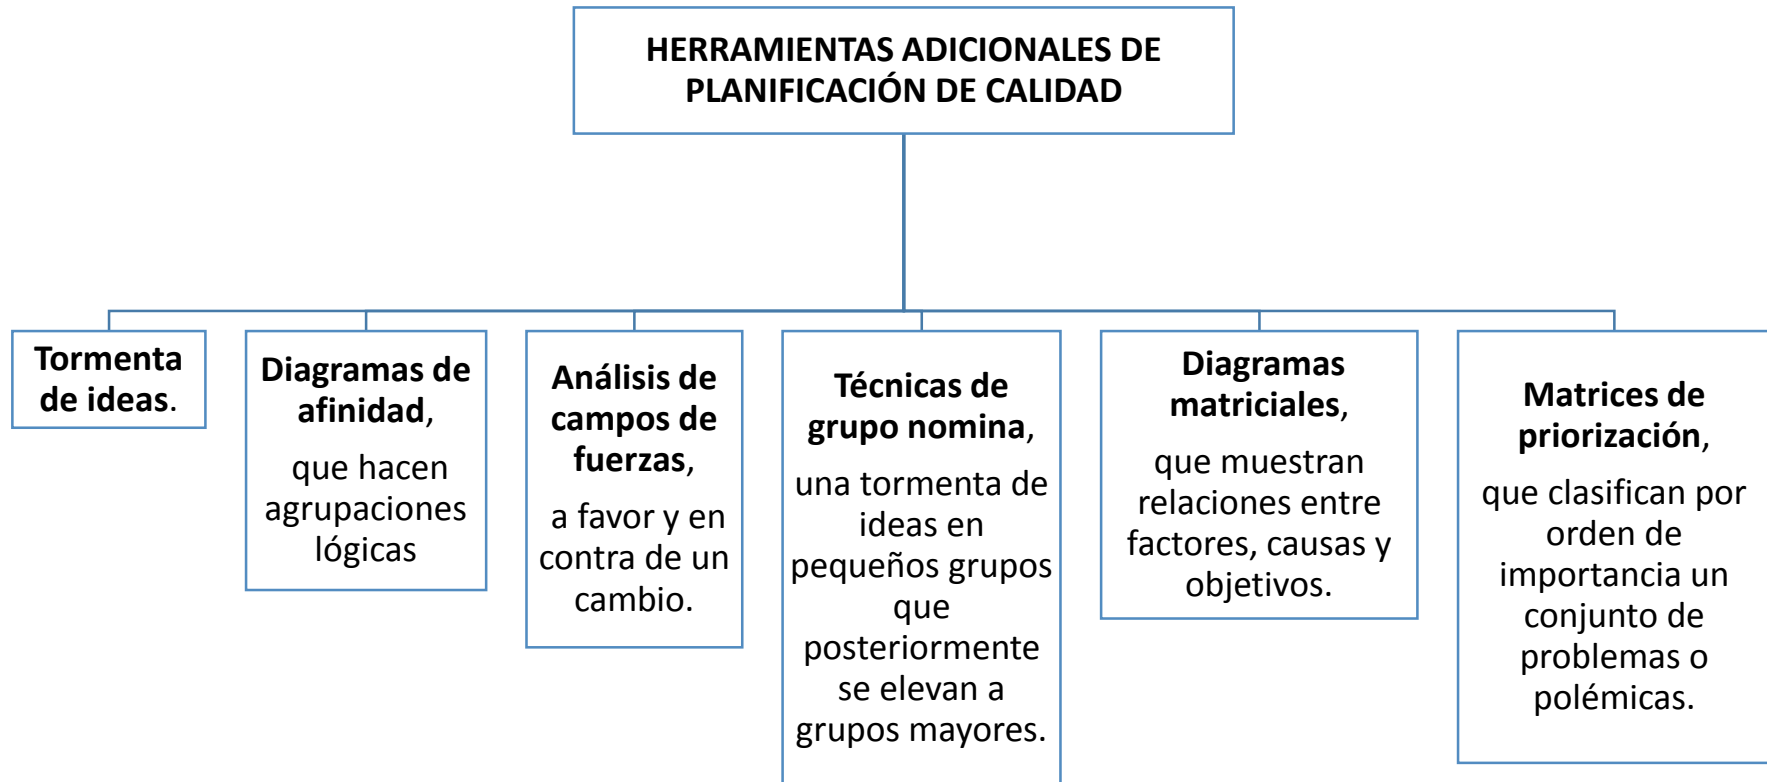 HERRAMIENTAS ADICIONALES DE
PLANIFICACIÓN DE CALIDAD
Tormenta
de ideas.
Diagramas de
afinidad,
que hacen
agrupaciones
lógicas
Análisis de
campos de
fuerzas,
a favor y en
contra de un
cambio.
Técnicas de
grupo nomina,
una tormenta de
ideas en
pequeños grupos
que
posteriormente
se elevan a
grupos mayores.
Diagramas
matriciales,
que muestran
relaciones entre
factores, causas y
objetivos.
Matrices de
priorización,
que clasifican por
orden de
importancia un
conjunto de
problemas o
polémicas.